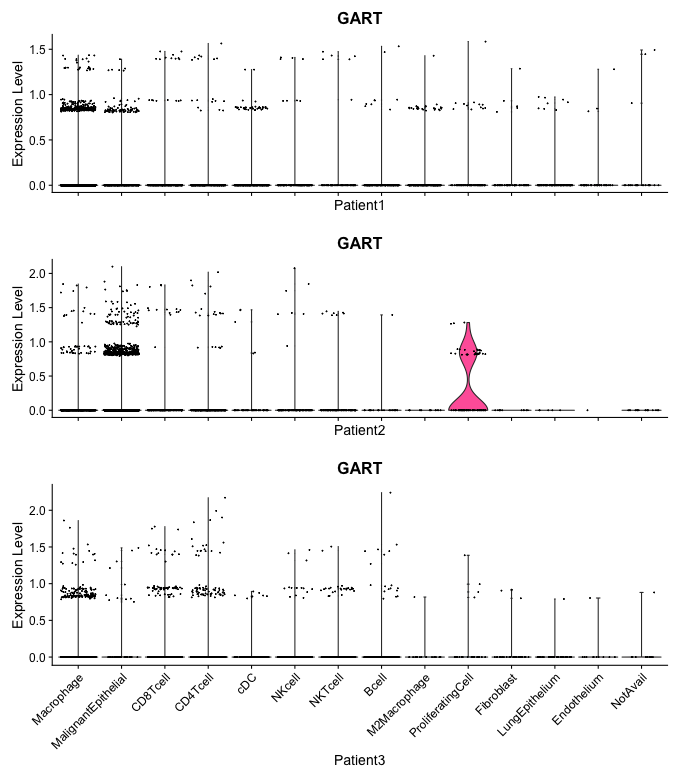 GART
Expression Level
1.5
1.0
0.5
0.0
Patient1
GART
Expression Level
2.0
1.5
1.0
0.5
0.0
Patient2
GART
Expression Level
2.0
1.5
1.0
0.5
0.0
Macrophage
MalignantEpithelial
CD8Tcell
CD4Tcell
cDC
NKcell
NKTcell
Bcell
M2Macrophage
ProliferatingCell
Fibroblast
LungEpithelium
Endothelium
NotAvail
Patient3